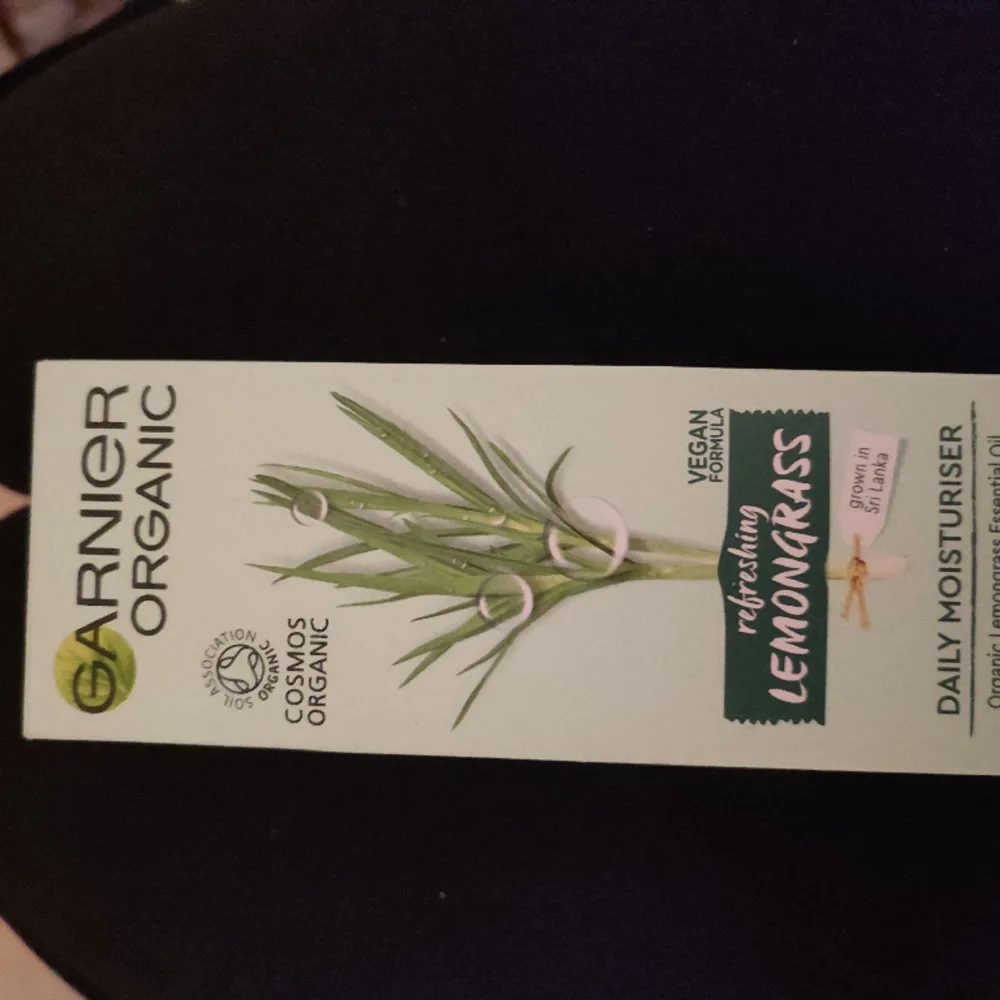 GARNIER
ORGANIC
SOIL ASSOCIATION
ORGANIC
COSMOS
ORGANIC
VEGAN
FORMULA
refreshing
LEMONGRASS
grown in
Sri Lanka
DAILY MOISTURISER
Organic Lemongrass Essential Oil